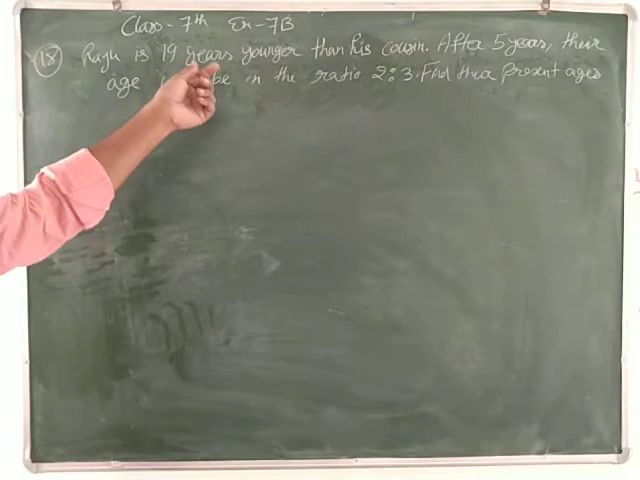 Class - 7th Ex - 7B
(18) Raju is 19 years younger than his cousin. After 5 years, their
age be in the ratio 2:3. Find their Present ages